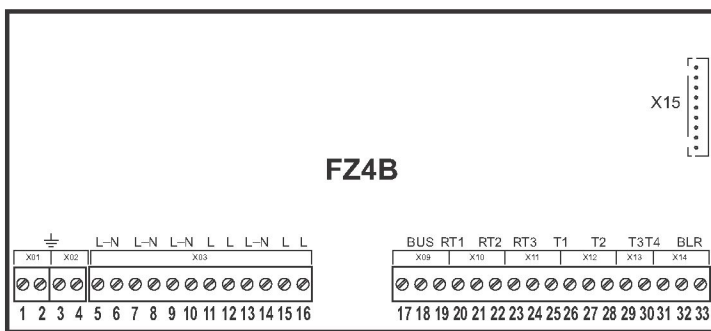 X15
FZ4B
L–N L–N L–N L L L–N L L BUS RT1 RT2 RT3 T1 T2 T3 T4 BLR
X01 X02 X03 X09 X10 X11 X12 X13 X14
1 2 3 4 5 6 7 8 9 10 11 12 13 14 15 16 17 18 19 20 21 22 23 24 25 26 27 28 29 30 31 32 33